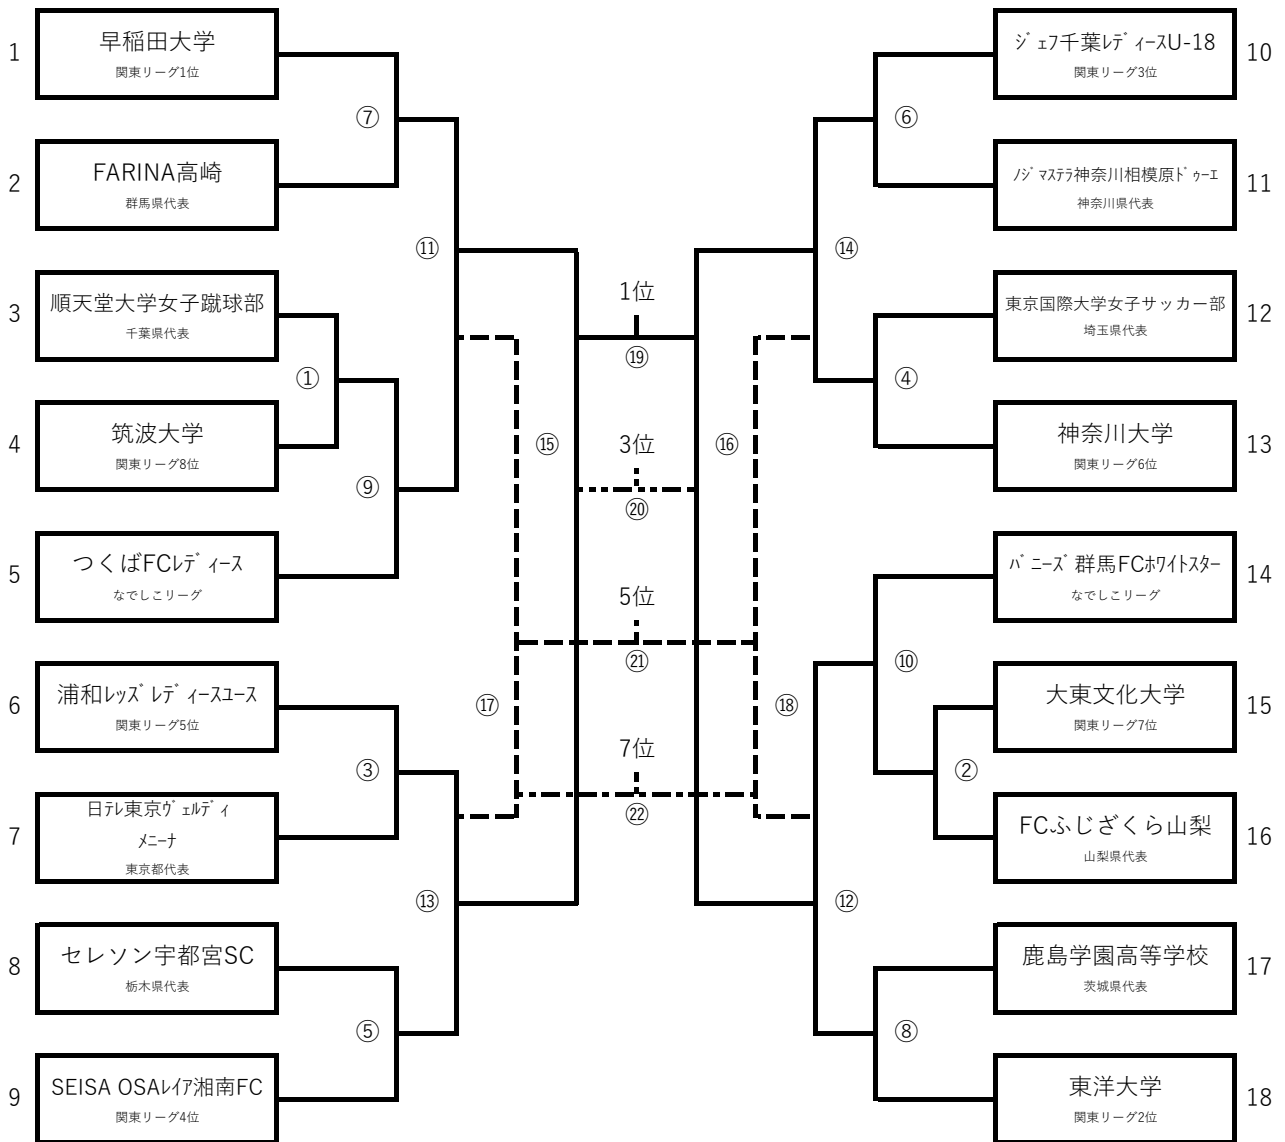 1
早稲田大学
関東リーグ1位
2
FARINA高崎
群馬県代表
3
順天堂大学女子蹴球部
千葉県代表
4
筑波大学
関東リーグ8位
5
つくばFCﾚﾃﾞｨｰｽ
なでしこリーグ
6
浦和ﾚｯｽﾞﾚﾃﾞｨｰｽﾕｰｽ
関東リーグ5位
7
日ﾃﾚ東京ｳﾞｪﾙﾃﾞｨ
ﾒﾆｰﾅ
東京都代表
8
セレソン宇都宮SC
栃木県代表
9
SEISA OSAﾚｲｱ湘南FC
関東リーグ4位
⑦
⑪
①
⑨
③
⑬
⑤
⑮
⑰
1位
⑲
3位
⑳
5位
㉑
7位
㉒
⑯
⑱
⑥
⑭
④
⑩
②
⑫
⑧
ｼﾞｪﾌ千葉ﾚﾃﾞｨｰｽU-18
関東リーグ3位
10
ﾉｼﾞﾏｽﾃﾗ神奈川相模原ﾄﾞｩｰｴ
神奈川県代表
11
東京国際大学女子サッカー部
埼玉県代表
12
神奈川大学
関東リーグ6位
13
ﾊﾞﾆｰｽﾞ群馬FCﾎﾜｲﾄｽﾀｰ
なでしこリーグ
14
大東文化大学
関東リーグ7位
15
FCふじざくら山梨
山梨県代表
16
鹿島学園高等学校
茨城県代表
17
東洋大学
関東リーグ2位
18